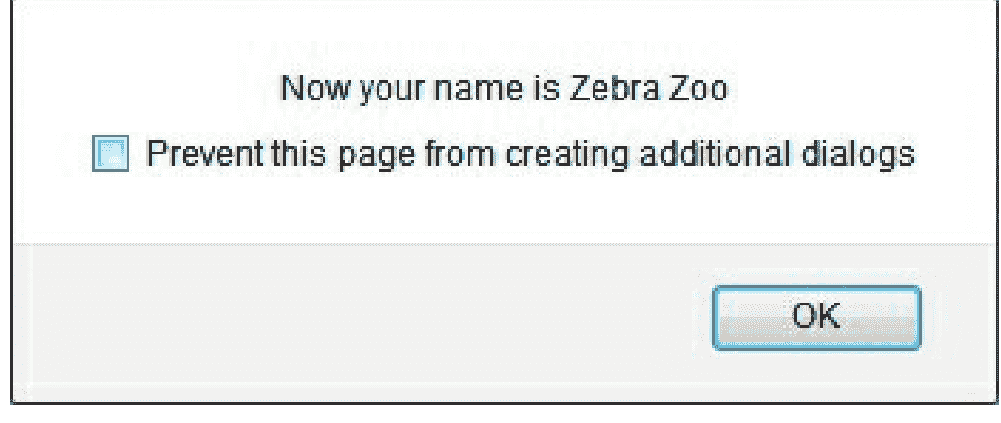 Now your name is Zebra Zoo
Prevent this page from creating additional dialogs
OK